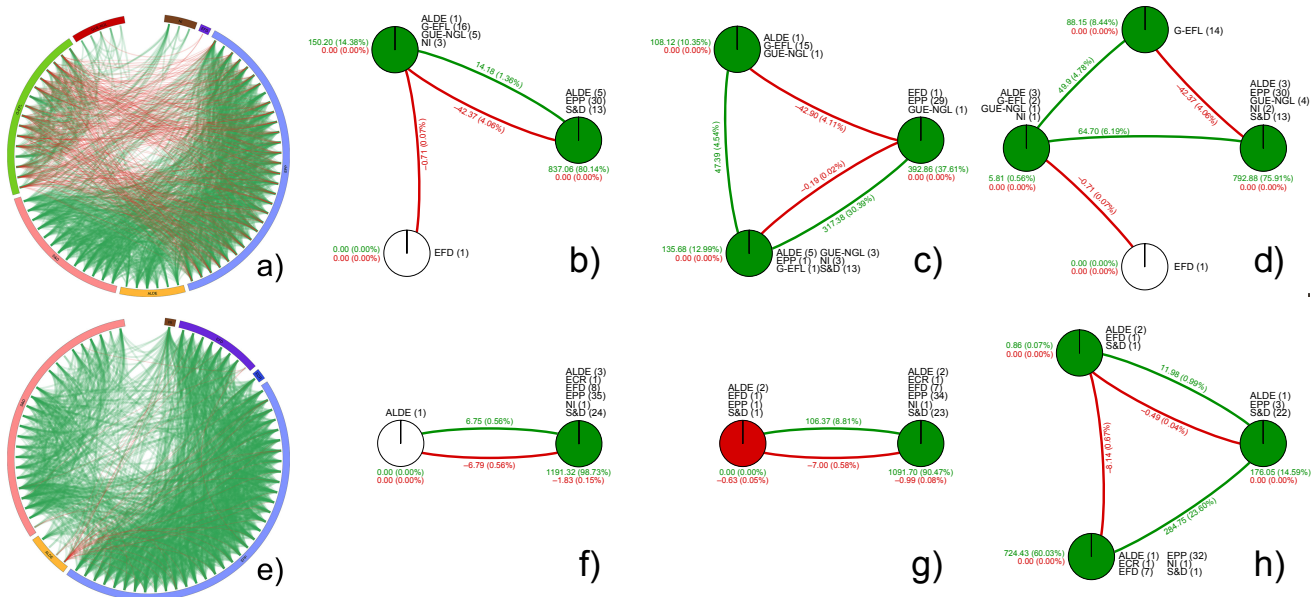 a)
ALDE (1)
G-EFL (16)
GUE-NGL (5)
NI (3)
150.20 (14.38%)
0.00 (0.00%)
14.18 (1.36%)
−42.37 (4.06%)
−0.71 (0.07%)
ALDE (5)
EPP (30)
S&D (13)
837.06 (80.14%)
0.00 (0.00%)
0.00 (0.00%)
0.00 (0.00%)
EFD (1)
b)
ALDE (1)
G-EFL (15)
GUE-NGL (1)
108.12 (10.35%)
0.00 (0.00%)
−42.90 (4.11%)
47.39 (4.54%)
EFD (1)
EPP (29)
GUE-NGL (1)
392.86 (37.61%)
0.00 (0.00%)
−0.19 (0.02%)
317.38 (30.39%)
135.68 (12.99%)
0.00 (0.00%)
ALDE (5) GUE-NGL (3)
EPP (1) NI (3)
G-EFL (1) S&D (13)
c)
88.15 (8.44%)
0.00 (0.00%)
G-EFL (14)
49.9 (4.78%)
−42.37 (4.06%)
ALDE (3)
G-EFL (2)
GUE-NGL (1)
NI (1)
5.81 (0.56%)
0.00 (0.00%)
64.70 (6.19%)
ALDE (3)
EPP (30)
GUE-NGL (4)
NI (2)
S&D (13)
792.88 (75.91%)
0.00 (0.00%)
−0.71 (0.07%)
0.00 (0.00%)
0.00 (0.00%)
EFD (1)
d)
e)
ALDE (1)
0.00 (0.00%)
0.00 (0.00%)
6.75 (0.56%)
−6.79 (0.56%)
ALDE (3)
ECR (1)
EFD (8)
EPP (35)
NI (1)
S&D (24)
1191.32 (98.73%)
−1.83 (0.15%)
f)
ALDE (2)
EFD (1)
EPP (1)
S&D (1)
0.00 (0.00%)
−0.63 (0.05%)
106.37 (8.81%)
−7.00 (0.58%)
ALDE (2)
ECR (1)
EFD (7)
EPP (34)
NI (1)
S&D (23)
1091.70 (90.47%)
−0.99 (0.08%)
g)
ALDE (2)
EFD (1)
S&D (1)
0.86 (0.07%)
0.00 (0.00%)
11.98 (0.99%)
−0.49 (0.04%)
−8.14 (0.67%)
ALDE (1)
EPP (3)
S&D (22)
176.05 (14.59%)
0.00 (0.00%)
284.75 (23.60%)
724.43 (60.03%)
0.00 (0.00%)
ALDE (1) EPP (32)
ECR (1) NI (1)
EFD (7) S&D (1)
h)